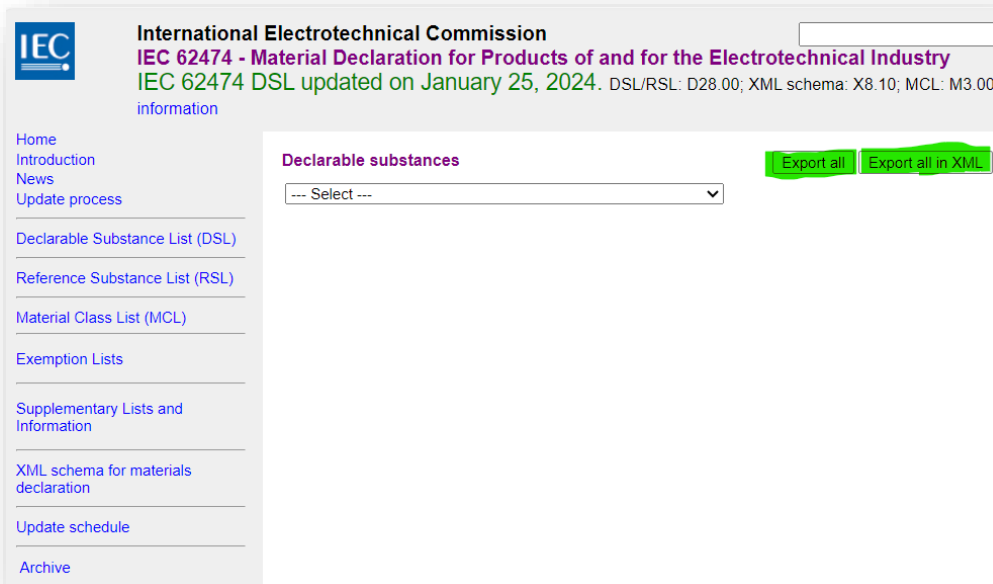 IEC
International Electrotechnical Commission
IEC 62474 - Material Declaration for Products of and for the Electrotechnical Industry
IEC 62474 DSL updated on January 25, 2024. DSL/RSL: D28.00; XML schema: X8.10; MCL: M3.00
information
Home
Introduction
News
Update process
Declarable Substance List (DSL)
Reference Substance List (RSL)
Material Class List (MCL)
Exemption Lists
Supplementary Lists and
Information
XML schema for materials
declaration
Update schedule
Archive
Declarable substances
Export all
Export all in XML
--- Select ---